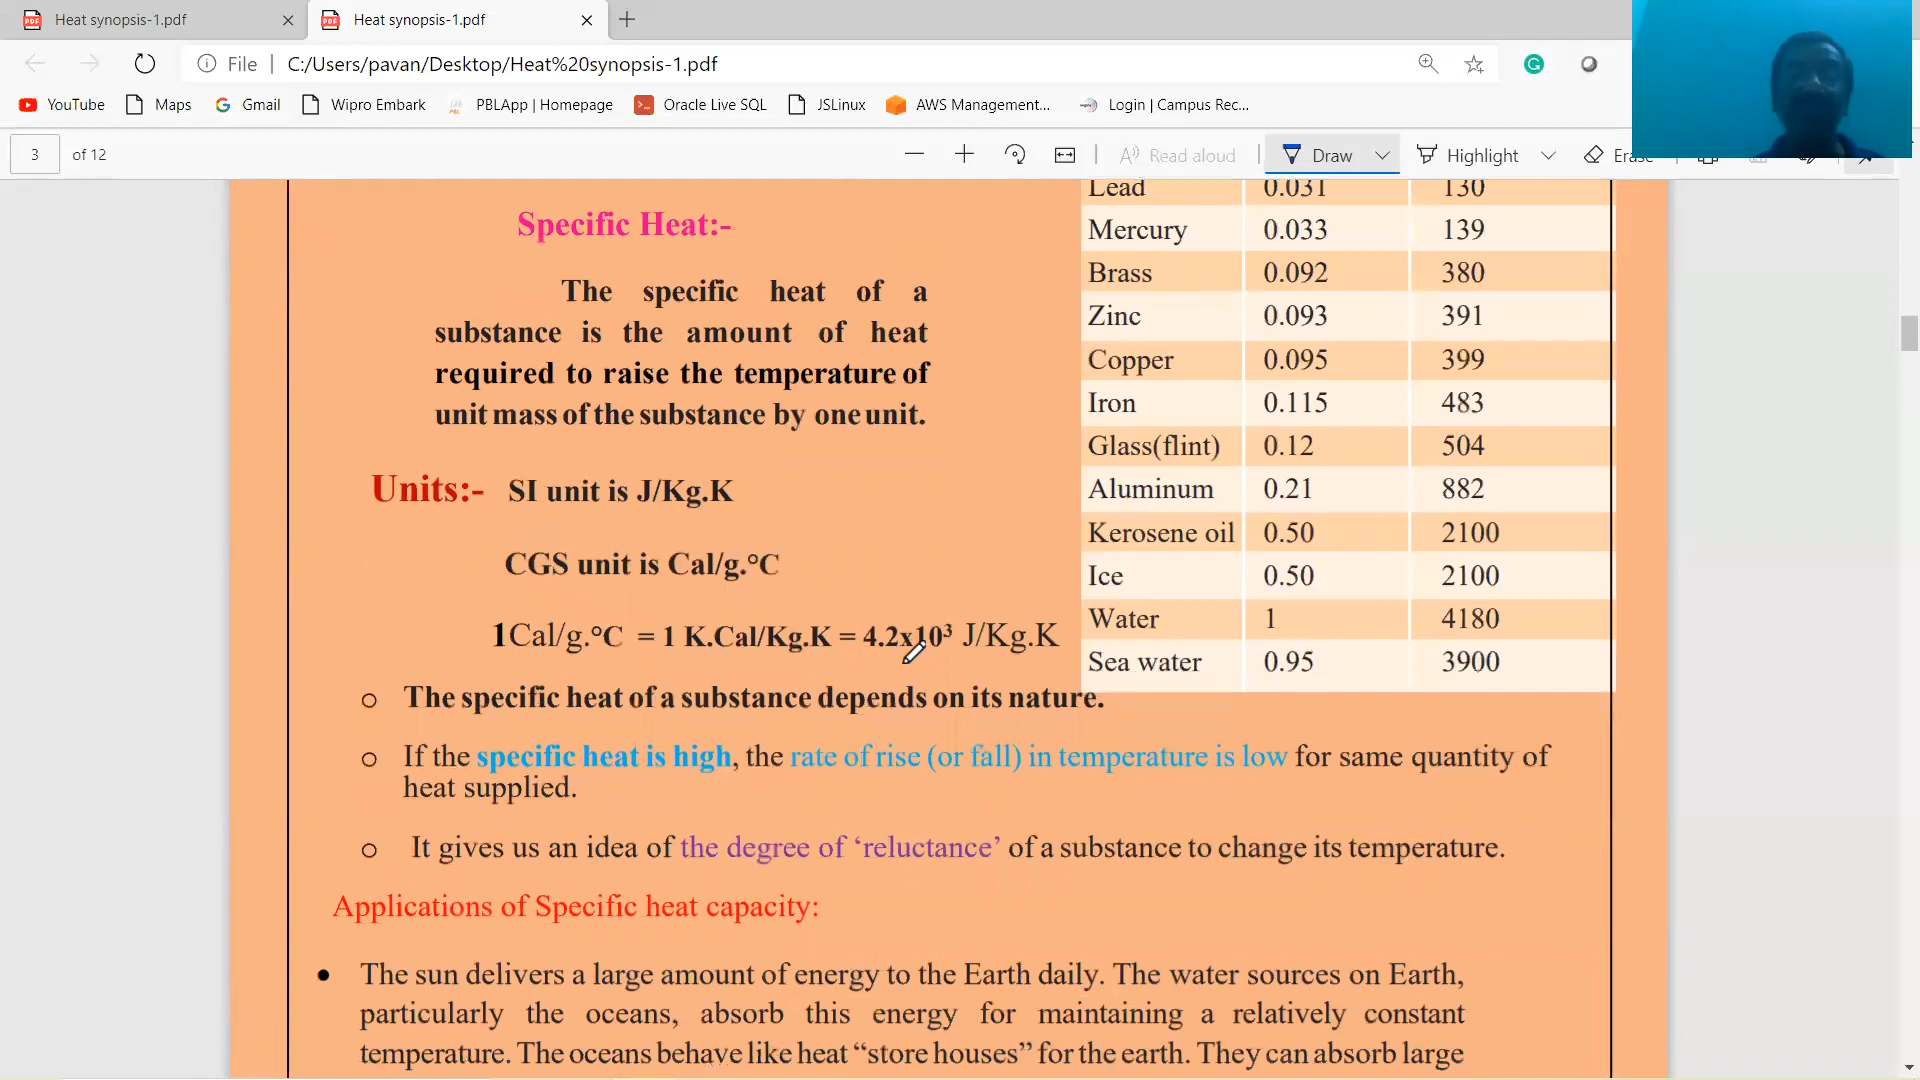 Heat synopsis-1.pdf
Heat synopsis-1.pdf
File
C:/Users/pavan/Desktop/Heat%20synopsis-1.pdf
YouTube Maps Gmail Wipro Embark PBLApp | Homepage Oracle Live SQL JSLinux AWS Management... Login | Campus Rec...
3 of 12 Read aloud Draw Highlight Erase
Specific Heat:-
The specific heat of a
substance is the amount of heat
required to raise the temperature of
unit mass of the substance by one unit.
Units:- SI unit is J/Kg.K
CGS unit is Cal/g.°C
1Cal/g.°C = 1 K.Cal/Kg.K = 4.2x10³ J/Kg.K
Lead 0.031 130
Mercury 0.033 139
Brass 0.092 380
Zinc 0.093 391
Copper 0.095 399
Iron 0.115 483
Glass(flint) 0.12 504
Aluminum 0.21 882
Kerosene oil 0.50 2100
Ice 0.50 2100
Water 1 4180
Sea water 0.95 3900
o The specific heat of a substance depends on its nature.
o If the specific heat is high, the rate of rise (or fall) in temperature is low for same quantity of
heat supplied.
o It gives us an idea of the degree of ‘reluctance’ of a substance to change its temperature.
Applications of Specific heat capacity:
• The sun delivers a large amount of energy to the Earth daily. The water sources on Earth,
particularly the oceans, absorb this energy for maintaining a relatively constant
temperature. The oceans behave like heat “store houses” for the earth. They can absorb large